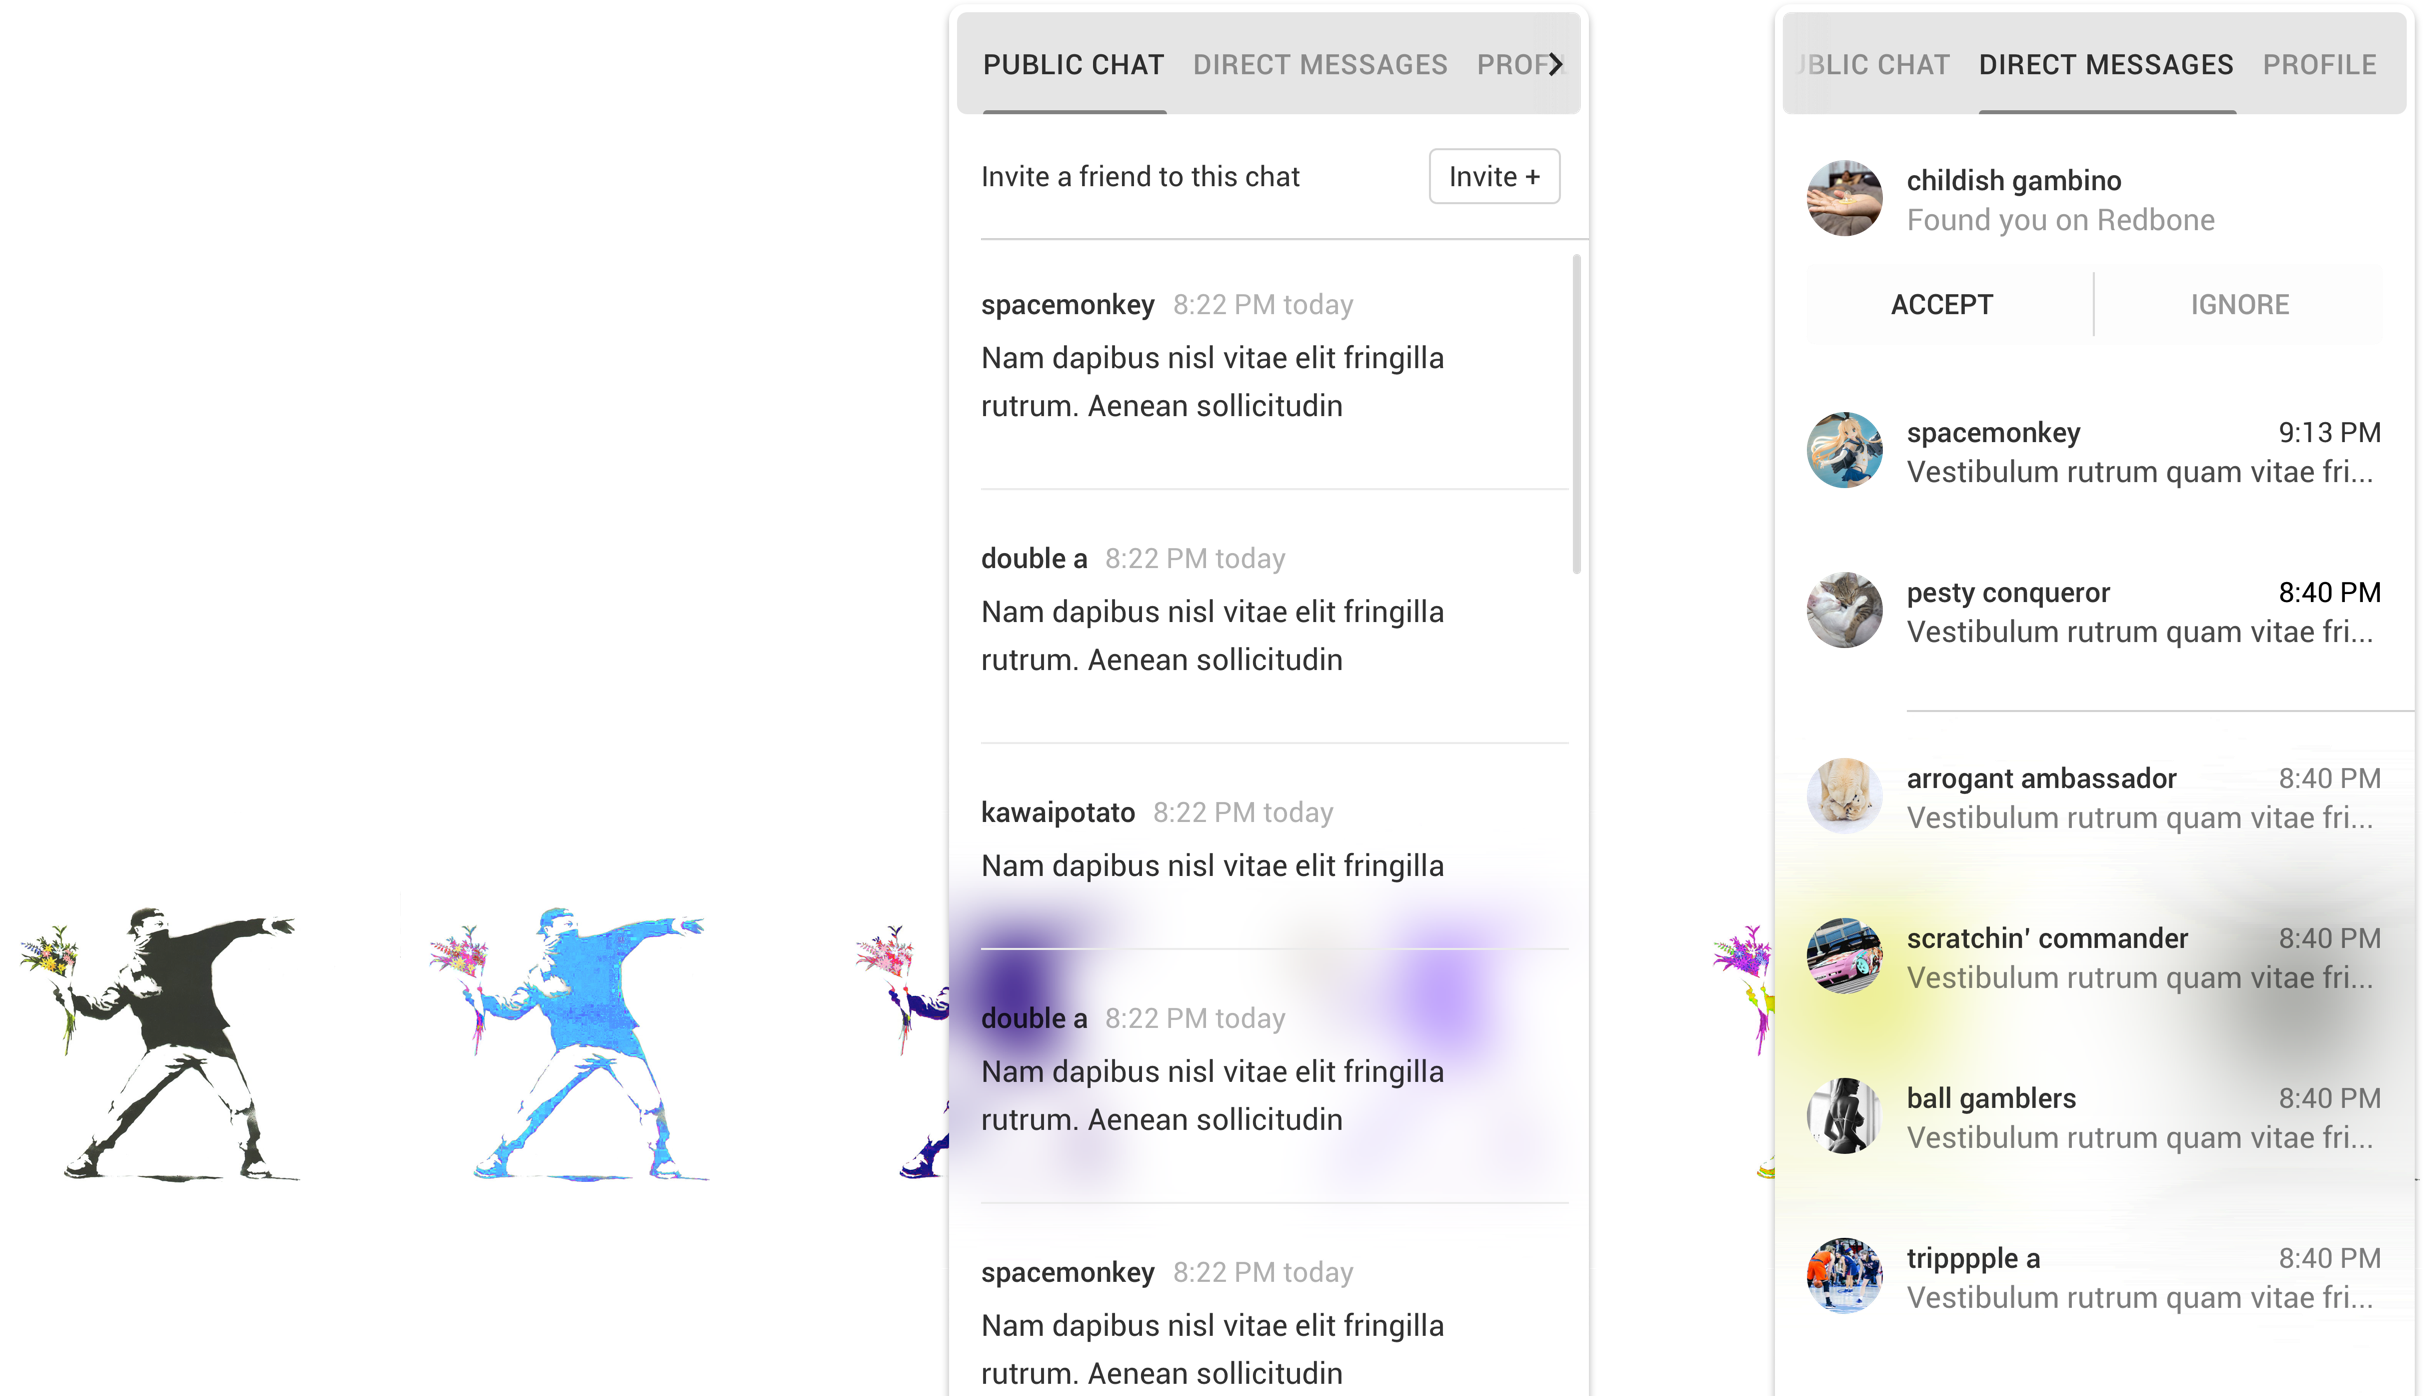 PUBLIC CHAT DIRECT MESSAGES
Invite a friend to this chat Invite +
spacemonkey 8:22 PM today
Nam dapibus nisl vitae elit fringilla
rutrum. Aenean sollicitudin
double a 8:22 PM today
Nam dapibus nisl vitae elit fringilla
rutrum. Aenean sollicitudin
kawaipotato 8:22 PM today
Nam dapibus nisl vitae elit fringilla
double a 8:22 PM today
Nam dapibus nisl vitae elit fringilla
rutrum. Aenean sollicitudin
spacemonkey 8:22 PM today
Nam dapibus nisl vitae elit fringilla
rutrum. Aenean sollicitudin
CHAT DIRECT MESSAGES PROFILE
childish gambino
Found you on Redbone
ACCEPT IGNORE
spacemonkey 9:13 PM
Vestibulum rutrum quam vitae fri...
pesty conqueror 8:40 PM
Vestibulum rutrum quam vitae fri...
arrogant ambassador 8:40 PM
Vestibulum rutrum quam vitae fri...
scratchin' commander 8:40 PM
Vestibulum rutrum quam vitae fri...
ball gamblers 8:40 PM
Vestibulum rutrum quam vitae fri...
tripppple a 8:40 PM
Vestibulum rutrum quam vitae fri...